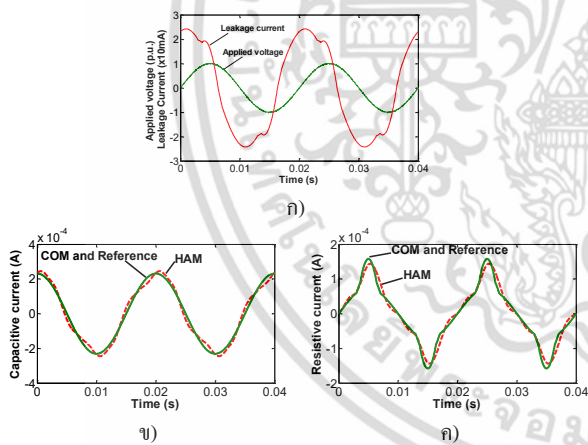 Leakage current
Applied voltage
Applied voltage (p.u.)
Leakage Current (x10mA)
3
2
1
0
-1
-2
-3
0 0.01 0.02 0.03 0.04
Time (s)
ก)
x 10-4
COM and Reference
HAM
Capacitive current (A)
4
2
0
-2
-4
0 0.01 0.02 0.03 0.04
Time (s)
ข)
x 10-4
COM and Reference
HAM
Resistive current (A)
2
1
0
-1
-2
0 0.01 0.02 0.03 0.04
Time (s)
ค)